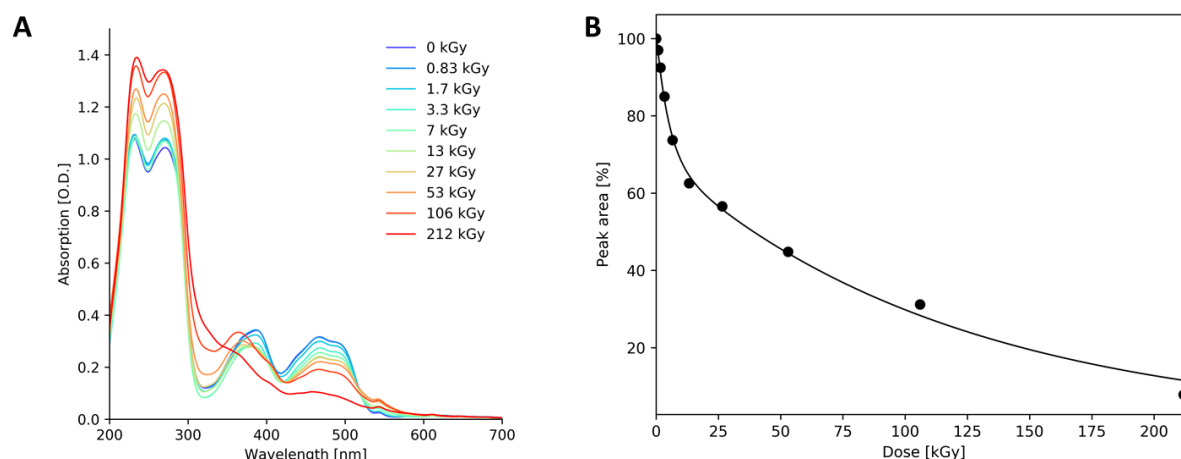 A
Absorption [O.D.]
1.4
1.2
1.0
0.8
0.6
0.4
0.2
0.0
200
300
400
500
600
700
Wavelength [nm]
0 kGy
0.83 kGy
1.7 kGy
3.3 kGy
7 kGy
13 kGy
27 kGy
53 kGy
106 kGy
212 kGy
B
Peak area [%]
100
80
60
40
20
0
25
50
75
100
125
150
175
200
Dose [kGy]